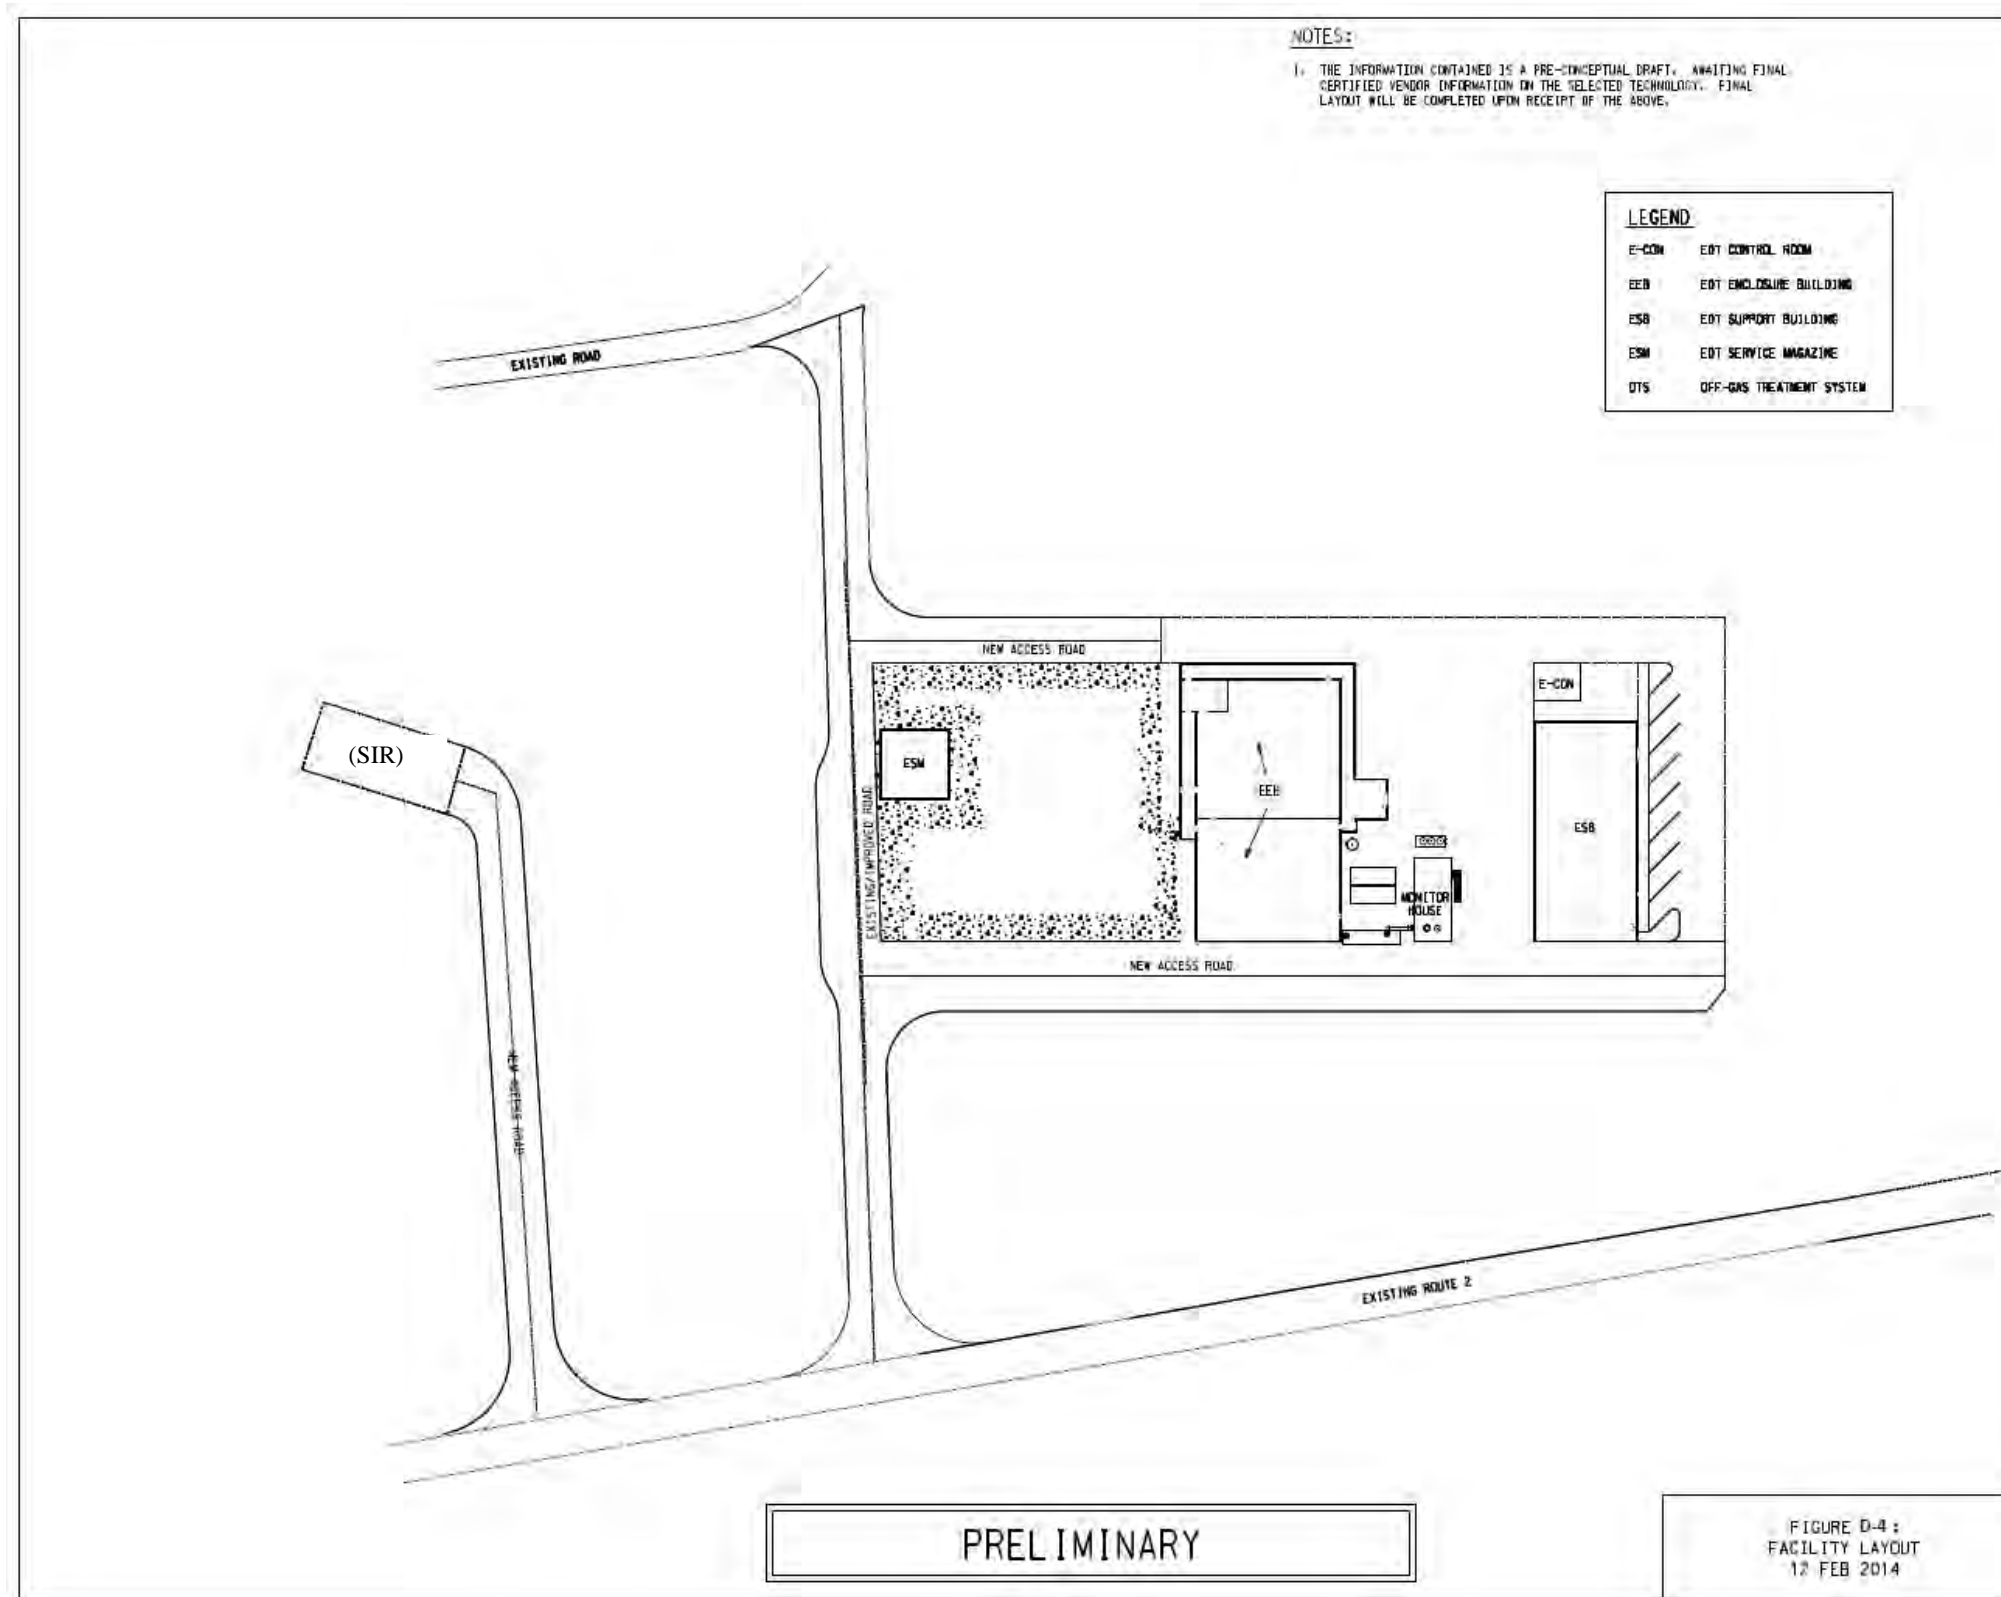 NOTES:
1. THE INFORMATION CONTAINED IS A PRE-CONCEPTUAL DRAFT. AWAITING FINAL
CERTIFIED VENDOR INFORMATION ON THE SELECTED TECHNOLOGY. FINAL
LAYOUT WILL BE COMPLETED UPON RECEIPT OF THE ABOVE.
LEGEND
E-CON EDT CONTROL ROOM
EEB EDT ENCLOSURE BUILDING
ESB EDT SUPPORT BUILDING
ESM EDT SERVICE MAGAZINE
OTS OFF-GAS TREATMENT SYSTEM
EXISTING ROAD
NEW ACCESS ROAD
E-CON
(SIR)
ESM
EEB
ESB
EXISTING/IMPROVED ROAD
MONITOR
HOUSE
NEW ACCESS ROAD
NEW ACCESS ROAD
EXISTING ROUTE 2
PRELIMINARY
FIGURE D-4:
FACILITY LAYOUT
12 FEB 2014